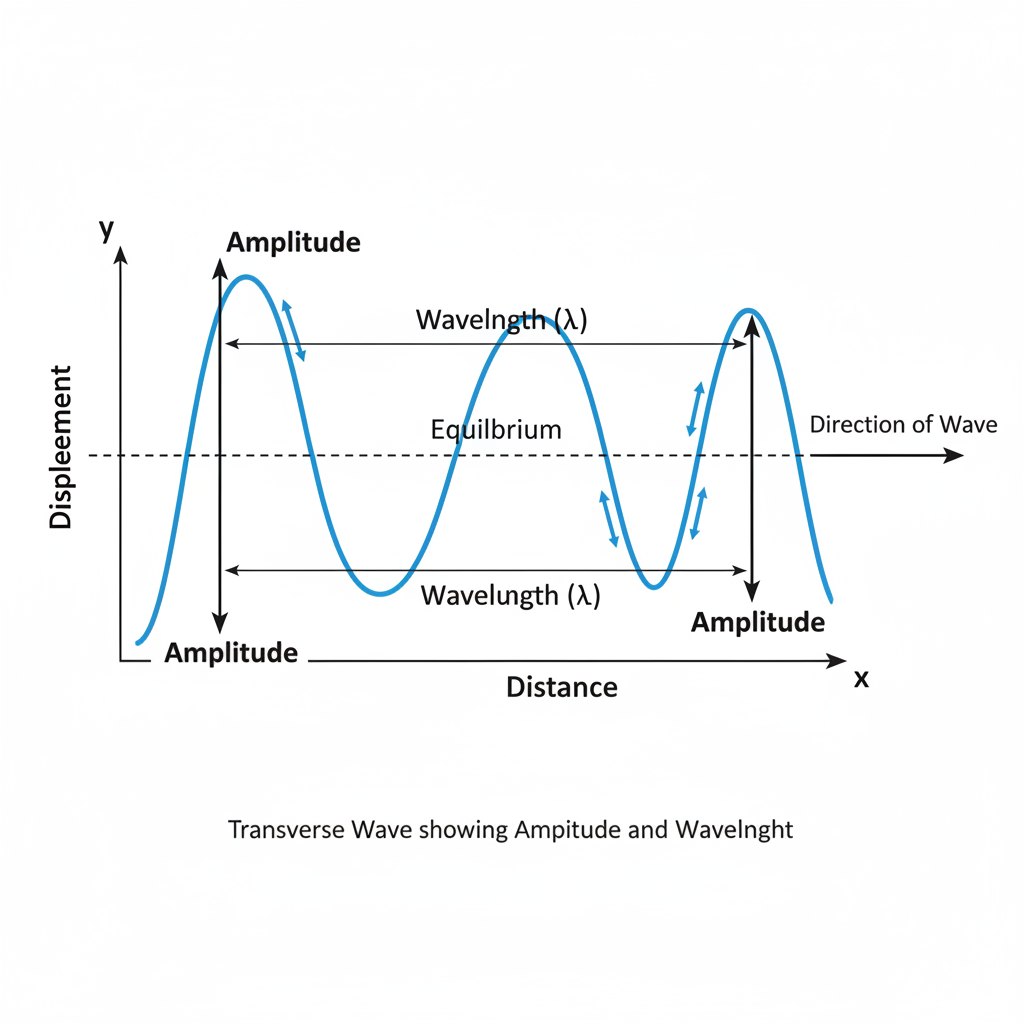 y
Amplitude
Wavelngth (λ)
Displeement
Equilbrium
Direction of Wave
Wavelungth (λ)
Amplitude
Amplitude
Distance
x
Transverse Wave showing Ampitude and Wavelnght